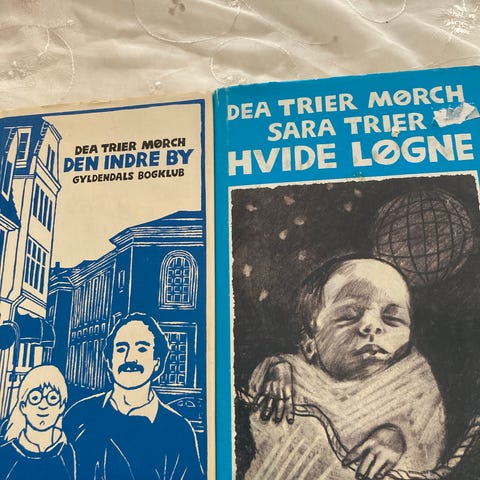 DEA TRIER MØRCH
DEN INDRE BY
GYLDENDALS BOGKLUB
DEA TRIER MØRCH
SARA TRIER
HVIDE LØGNE